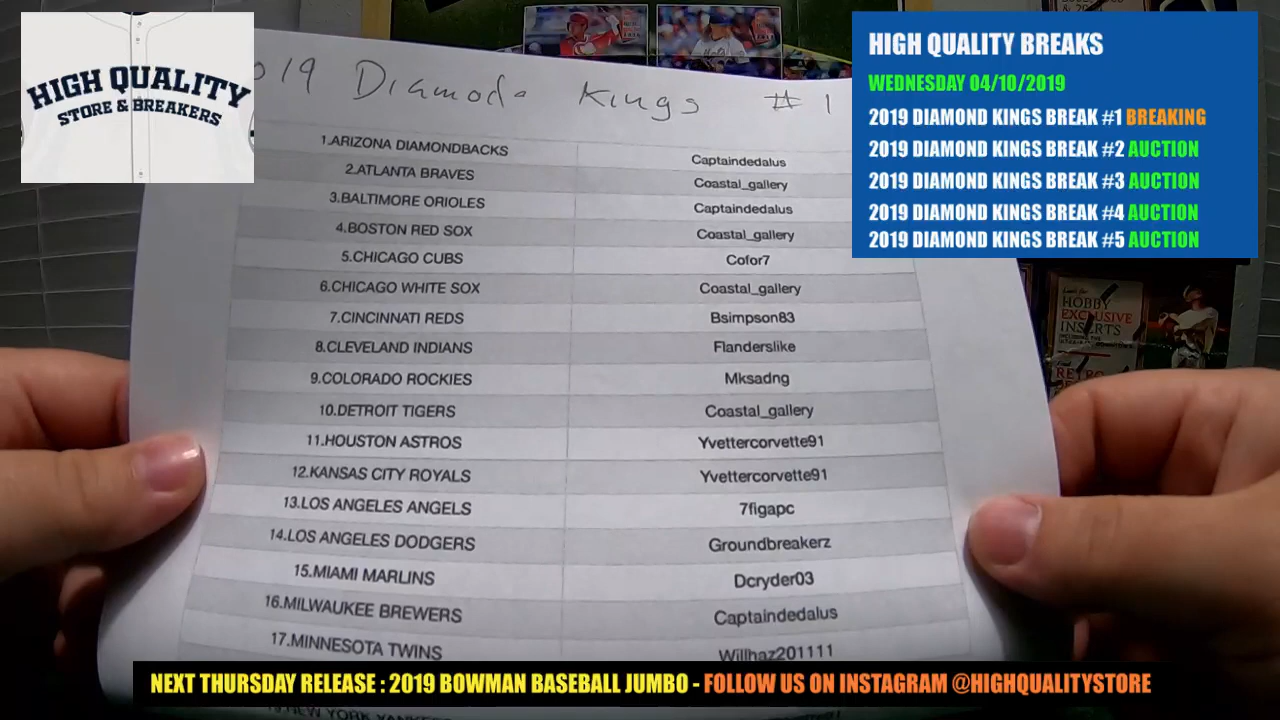 HIGH QUALITY
STORE & BREAKERS
019 Diamod Kings #1
1.ARIZONA DIAMONDBACKS Captaindedalus
2.ATLANTA BRAVES Coastal_gallery
3.BALTIMORE ORIOLES Captaindedalus
4.BOSTON RED SOX Coastal_gallery
5.CHICAGO CUBS Cofor7
6.CHICAGO WHITE SOX Coastal_gallery
7.CINCINNATI REDS Bsimpson83
8.CLEVELAND INDIANS Flanderslike
9.COLORADO ROCKIES Mksadng
10.DETROIT TIGERS Coastal_gallery
11.HOUSTON ASTROS Yvettercorvette91
12.KANSAS CITY ROYALS Yvettercorvette91
13.LOS ANGELES ANGELS 7figapc
14.LOS ANGELES DODGERS Groundbreakerz
15.MIAMI MARLINS Dcryder03
16.MILWAUKEE BREWERS Captaindedalus
17.MINNESOTA TWINS Willhaz201111
HIGH QUALITY BREAKS
WEDNESDAY 04/10/2019
2019 DIAMOND KINGS BREAK #1 BREAKING
2019 DIAMOND KINGS BREAK #2 AUCTION
2019 DIAMOND KINGS BREAK #3 AUCTION
2019 DIAMOND KINGS BREAK #4 AUCTION
2019 DIAMOND KINGS BREAK #5 AUCTION
HOBBY
EXCLUSIVE
INSERTS
NEXT THURSDAY RELEASE : 2019 BOWMAN BASEBALL JUMBO - FOLLOW US ON INSTAGRAM @HIGHQUALITYSTORE